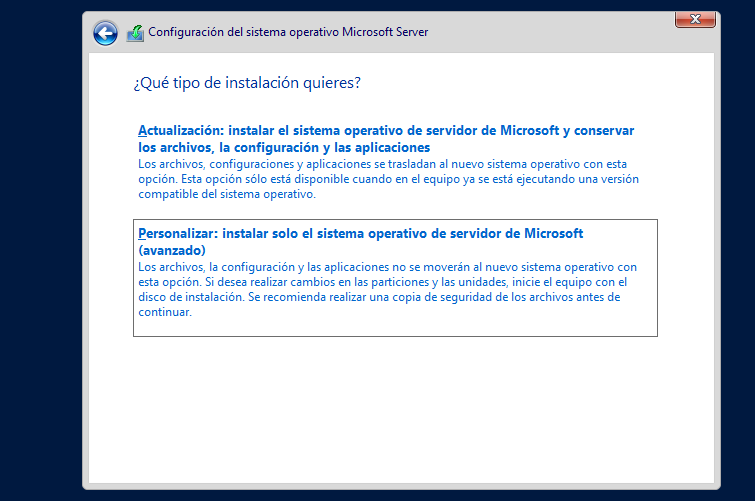 Configuración del sistema operativo Microsoft Server
¿Qué tipo de instalación quieres?
Actualización: instalar el sistema operativo de servidor de Microsoft y conservar
los archivos, la configuración y las aplicaciones
Los archivos, configuraciones y aplicaciones se trasladan al nuevo sistema operativo con esta
opción. Esta opción sólo está disponible cuando en el equipo ya se está ejecutando una versión
compatible del sistema operativo.
Personalizar: instalar solo el sistema operativo de servidor de Microsoft
(avanzado)
Los archivos, la configuración y las aplicaciones no se moverán al nuevo sistema operativo con
esta opción. Si desea realizar cambios en las particiones y las unidades, inicie el equipo con el
disco de instalación. Se recomienda realizar una copia de seguridad de los archivos antes de
continuar.